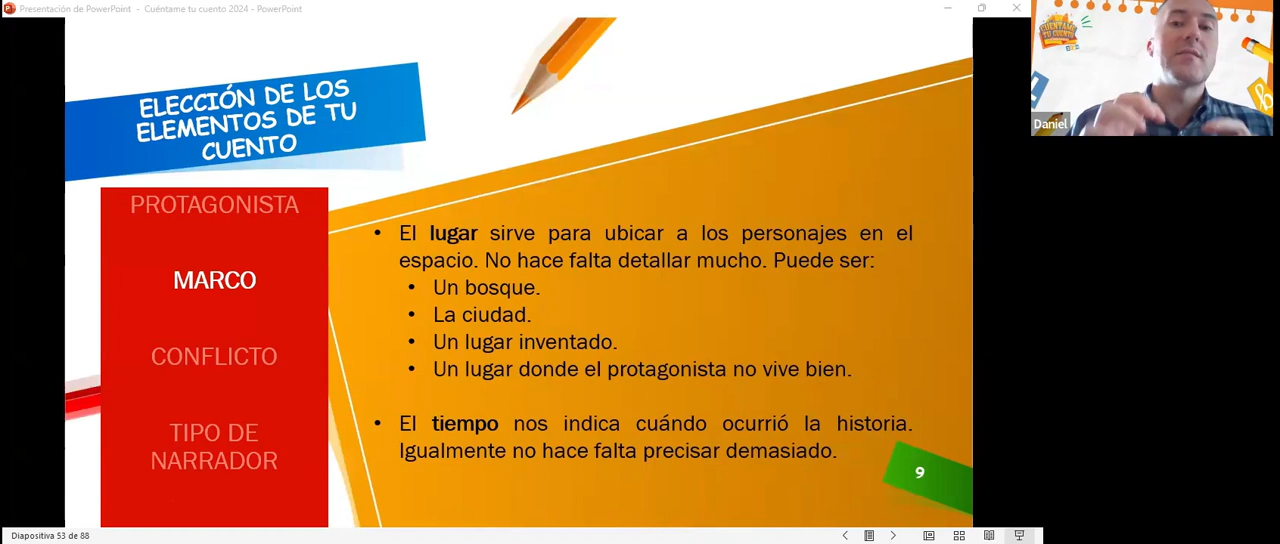 Presentación de PowerPoint - Cuéntame tu cuento 2024 - PowerPoint
CUÉNTAME
TU CUENTO
Daniel
ELECCIÓN DE LOS
ELEMENTOS DE TU
CUENTO
PROTAGONISTA
MARCO
CONFLICTO
TIPO DE
NARRADOR
• El lugar sirve para ubicar a los personajes en el
espacio. No hace falta detallar mucho. Puede ser:
• Un bosque.
• La ciudad.
• Un lugar inventado.
• Un lugar donde el protagonista no vive bien.
• El tiempo nos indica cuándo ocurrió la historia.
Igualmente no hace falta precisar demasiado.
9
Diapositiva 53 de 88